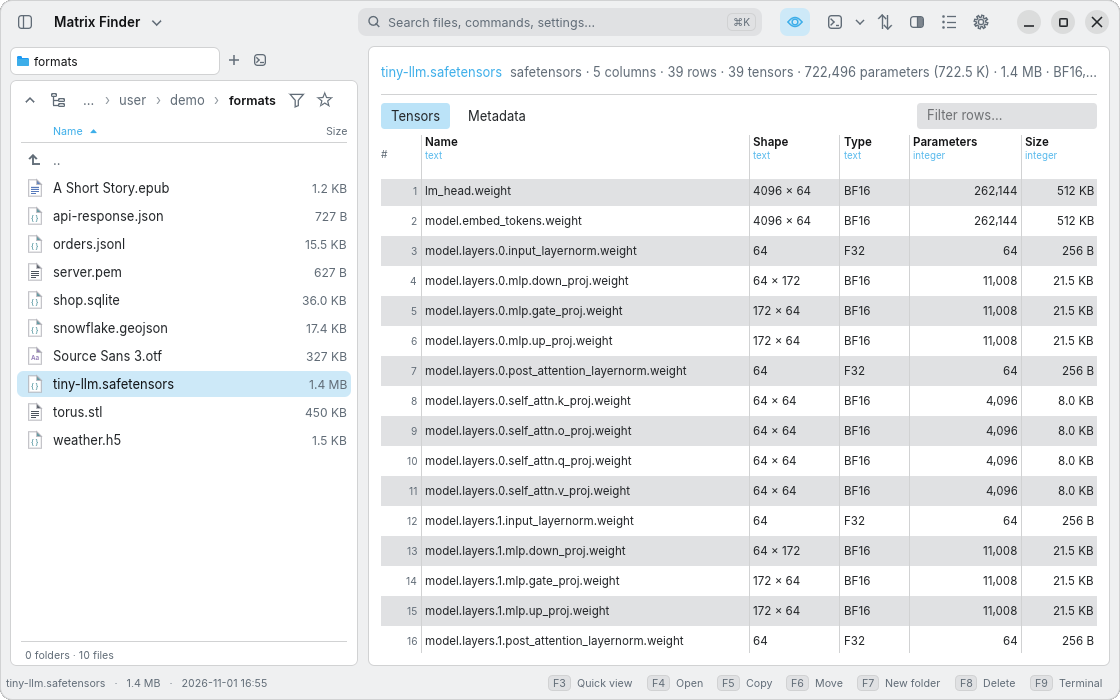 Matrix Finder
Search files, commands, settings... ⌘K
formats
... › user › demo › formats
Name Size
..
A Short Story.epub 1.2 KB
api-response.json 727 B
orders.jsonl 15.5 KB
server.pem 627 B
shop.sqlite 36.0 KB
snowflake.geojson 17.4 KB
Source Sans 3.otf 327 KB
tiny-llm.safetensors 1.4 MB
torus.stl 450 KB
weather.h5 1.5 KB
0 folders · 10 files
tiny-llm.safetensors safetensors · 5 columns · 39 rows · 39 tensors · 722,496 parameters (722.5 K) · 1.4 MB · BF16,...
Tensors Metadata Filter rows...
# Name Shape Type Parameters Size
text text text integer integer
1 lm_head.weight 4096 × 64 BF16 262,144 512 KB
2 model.embed_tokens.weight 4096 × 64 BF16 262,144 512 KB
3 model.layers.0.input_layernorm.weight 64 F32 64 256 B
4 model.layers.0.mlp.down_proj.weight 64 × 172 BF16 11,008 21.5 KB
5 model.layers.0.mlp.gate_proj.weight 172 × 64 BF16 11,008 21.5 KB
6 model.layers.0.mlp.up_proj.weight 172 × 64 BF16 11,008 21.5 KB
7 model.layers.0.post_attention_layernorm.weight 64 F32 64 256 B
8 model.layers.0.self_attn.k_proj.weight 64 × 64 BF16 4,096 8.0 KB
9 model.layers.0.self_attn.o_proj.weight 64 × 64 BF16 4,096 8.0 KB
10 model.layers.0.self_attn.q_proj.weight 64 × 64 BF16 4,096 8.0 KB
11 model.layers.0.self_attn.v_proj.weight 64 × 64 BF16 4,096 8.0 KB
12 model.layers.1.input_layernorm.weight 64 F32 64 256 B
13 model.layers.1.mlp.down_proj.weight 64 × 172 BF16 11,008 21.5 KB
14 model.layers.1.mlp.gate_proj.weight 172 × 64 BF16 11,008 21.5 KB
15 model.layers.1.mlp.up_proj.weight 172 × 64 BF16 11,008 21.5 KB
16 model.layers.1.post_attention_layernorm.weight 64 F32 64 256 B
tiny-llm.safetensors · 1.4 MB · 2026-11-01 16:55 F3 Quick view F4 Open F5 Copy F6 Move F7 New folder F8 Delete F9 Terminal